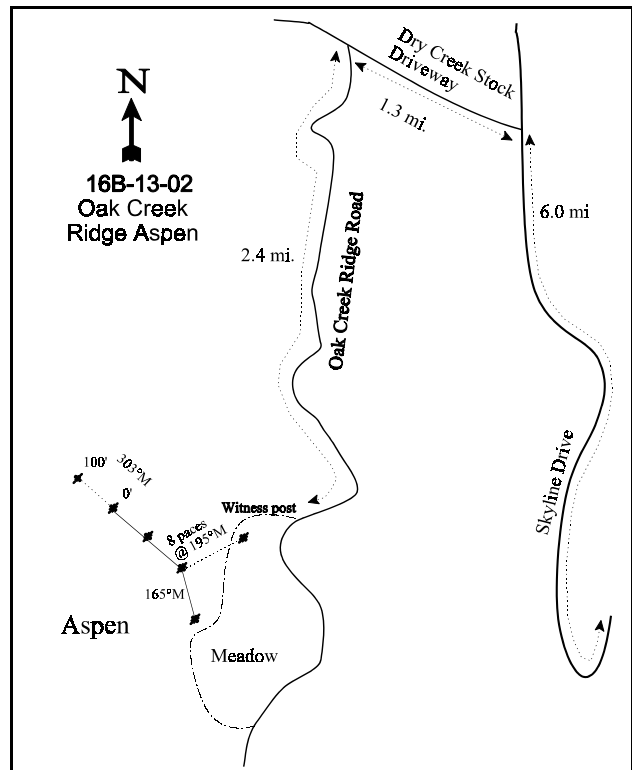 Dry Creek Stock
Driveway
1.3 mi.
N
16B-13-02
Oak Creek
Ridge Aspen
6.0 mi
2.4 mi.
Oak Creek Ridge Road
Skyline Drive
100'
303°M
0'
Witness post
8 paces
@ 195°M
165°M
Aspen
Meadow